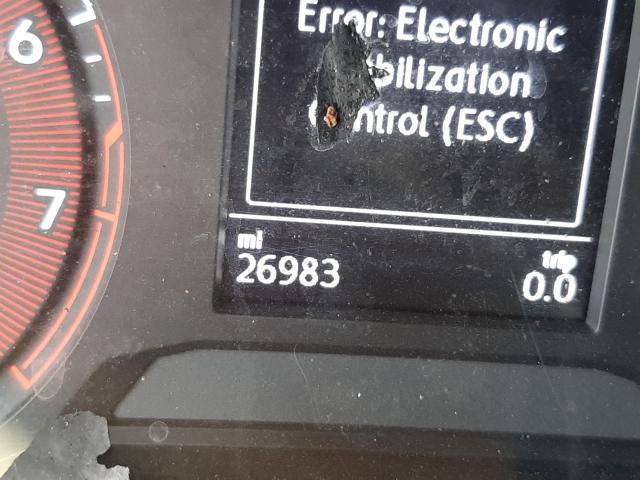 6
7
Error: Electronic
bilization
ntrol (ESC)
mi
trip
26983
0.0